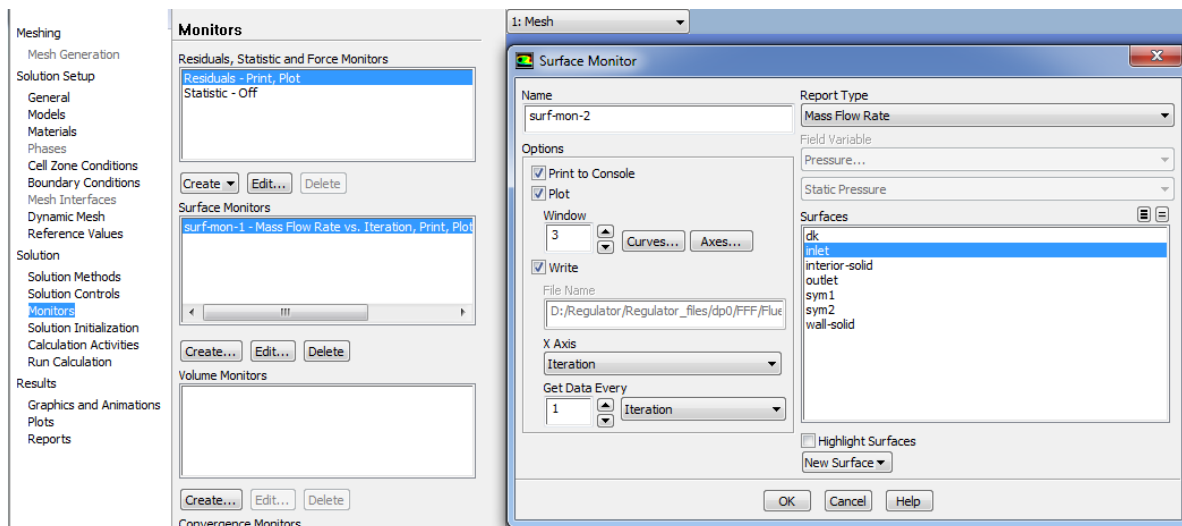 Meshing
Mesh Generation
Solution Setup
General
Models
Materials
Phases
Cell Zone Conditions
Boundary Conditions
Mesh Interfaces
Dynamic Mesh
Reference Values
Solution
Solution Methods
Solution Controls
Monitors
Solution Initialization
Calculation Activities
Run Calculation
Results
Graphics and Animations
Plots
Reports
Monitors
Residuals, Statistic and Force Monitors
Residuals - Print, Plot
Statistic - Off
Create Edit... Delete
Surface Monitors
surf-mon-1 - Mass Flow Rate vs. Iteration, Print, Plot
Create... Edit... Delete
Volume Monitors
Create... Edit... Delete
Convergence Monitors
1: Mesh
Surface Monitor
Name
surf-mon-2
Options
Print to Console
Plot
Window
3 Curves... Axes...
Write
File Name
D:/Regulator/Regulator_files/dp0/FFF/Flue
X Axis
Iteration
Get Data Every
1 Iteration
Report Type
Mass Flow Rate
Field Variable
Pressure...
Static Pressure
Surfaces
dk
inlet
interior-solid
outlet
sym1
sym2
wall-solid
Highlight Surfaces
New Surface
OK Cancel Help